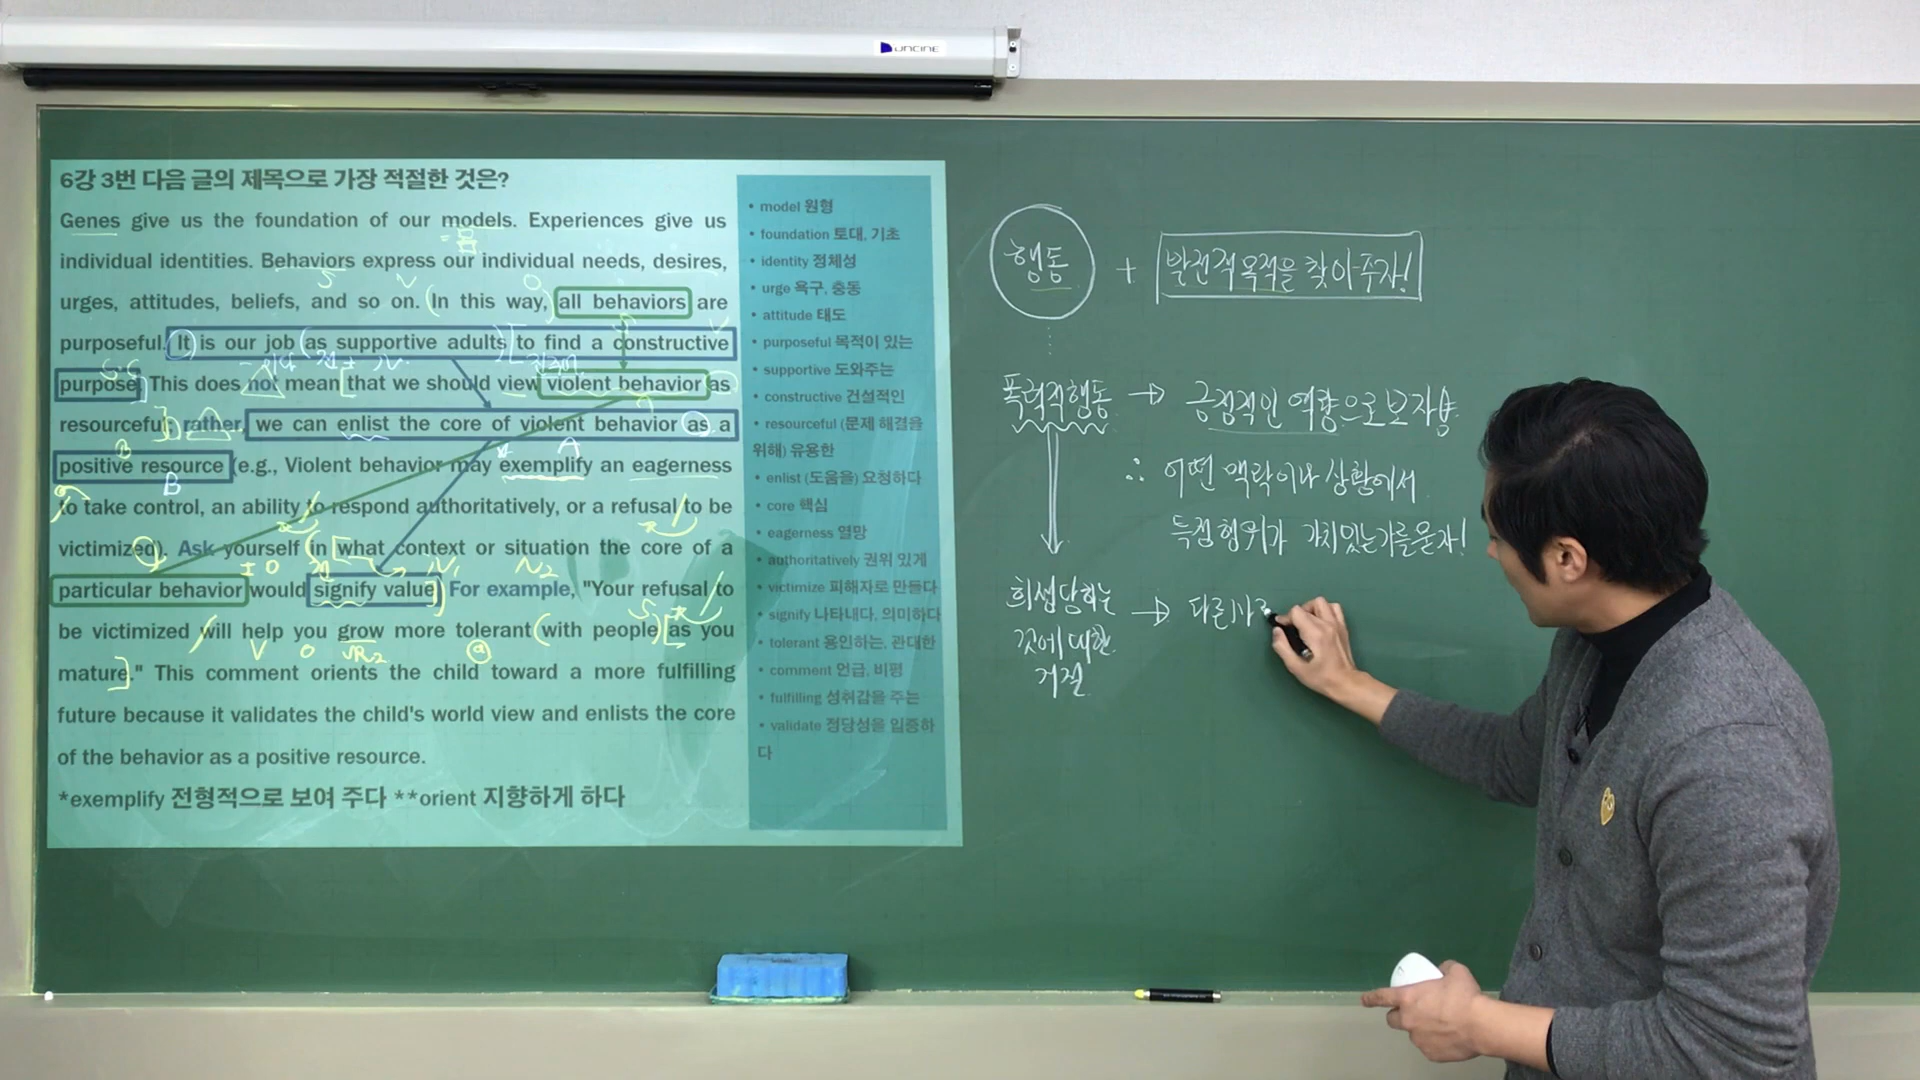 UNCINE
6강 3번 다음 글의 제목으로 가장 적절한 것은?
Genes give us the foundation of our models. Experiences give us
individual identities. Behaviors express our individual needs, desires,
urges, attitudes, beliefs, and so on. In this way, all behaviors are
purposeful. It is our job as supportive adults to find a constructive
purpose. This does not mean that we should view violent behavior as
resourceful; rather, we can enlist the core of violent behavior as a
positive resource (e.g., Violent behavior may exemplify an eagerness
to take control, an ability to respond authoritatively, or a refusal to be
victimized). Ask yourself in what context or situation the core of a
particular behavior would signify value. For example, "Your refusal to
be victimized will help you grow more tolerant with people as you
mature." This comment orients the child toward a more fulfilling
future because it validates the child's world view and enlists the core
of the behavior as a positive resource.
*exemplify 전형적으로 보여 주다 **orient 지향하게 하다
• model 원형
• foundation 토대, 기초
• identity 정체성
• urge 욕구, 충동
• attitude 태도
• purposeful 목적이 있는
• supportive 도와주는
• constructive 건설적인
• resourceful (문제 해결을
위해) 유용한
• enlist (도움을) 요청하다
• core 핵심
• eagerness 열망
• authoritatively 권위 있게
• victimize 피해자로 만들다
• signify 나타내다, 의미하다
• tolerant 용인하는, 관대한
• comment 언급, 비평
• fulfilling 성취감을 주는
• validate 정당성을 입증하
다
행동 + 발전적 목적을 찾아주자!
폭력적행동 → 긍정적인 역량으로 보자
∴ 어떤 맥락이나 상황에서
특정행위가 가치있는가를묻자!
희생당하는 → 다른사
것에 대한
거절